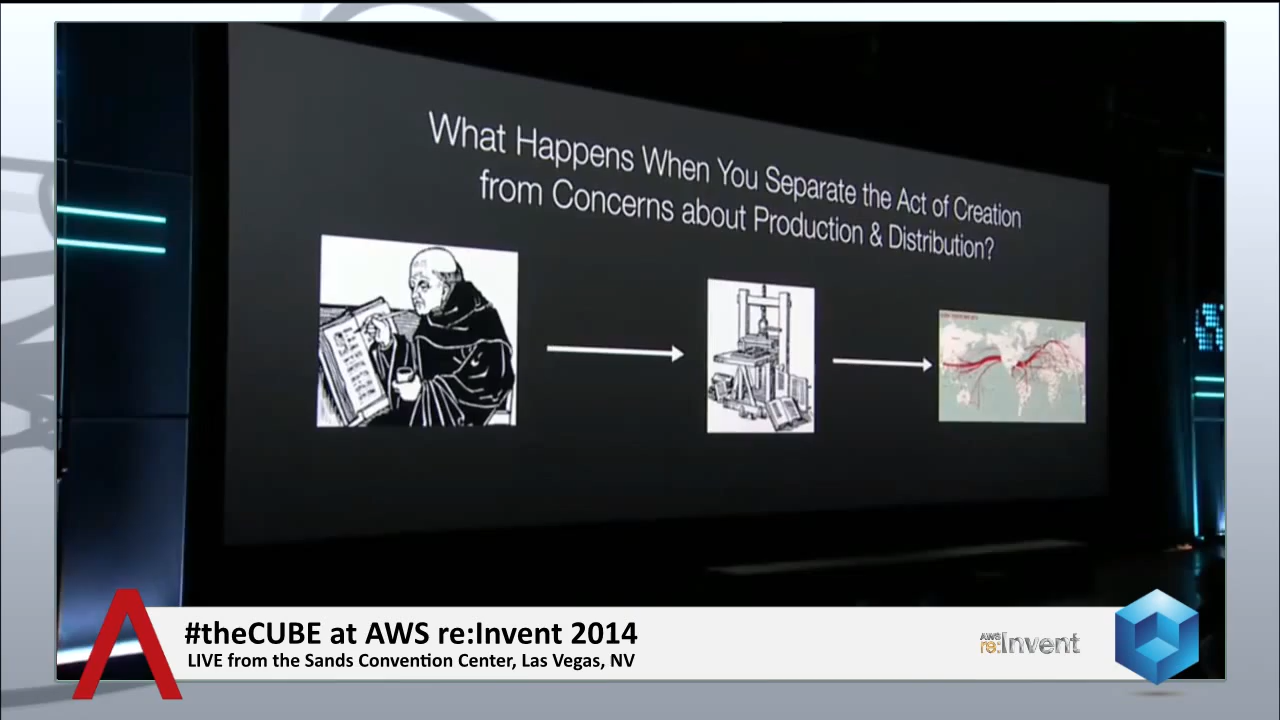 What Happens When You Separate the Act of Creation
from Concerns about Production & Distribution?
#theCUBE at AWS re:Invent 2014
LIVE from the Sands Convention Center, Las Vegas, NV
AWS
re:Invent